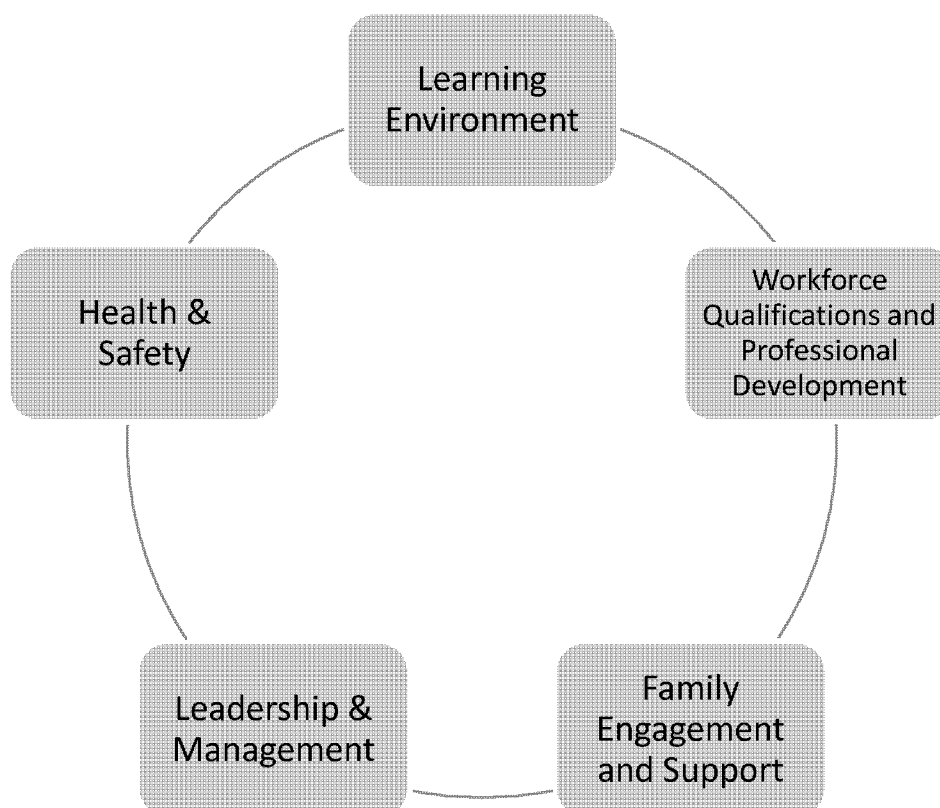 Learning
Environment
Workforce
Qualifications and
Professional
Development
Family
Engagement
and Support
Leadership &
Management
Health &
Safety